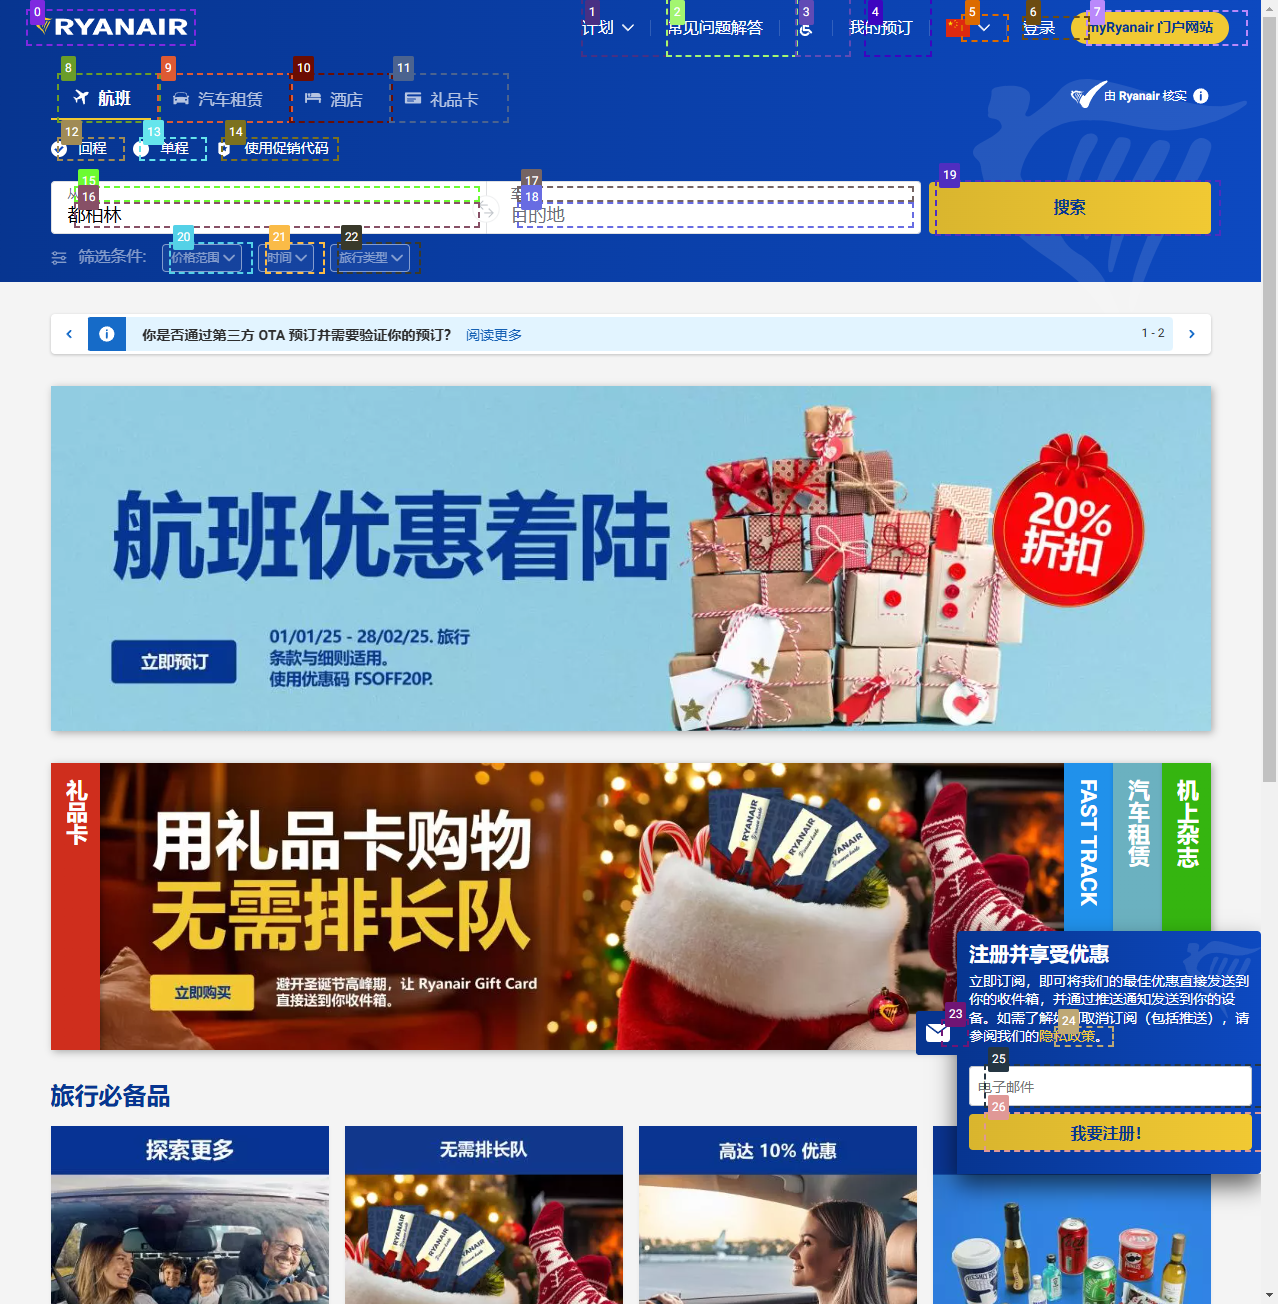 RYANAIR
计划
常见问题解答
我的预订
登录
myRyanair 门户网站
航班
汽车租赁
酒店
礼品卡
由 Ryanair 核实
回程
单程
使用促销代码
都柏林
至
目的地
搜索
筛选条件:
价格范围
时间
旅行类型
你是否通过第三方 OTA 预订并需要验证你的预订? 阅读更多
1 - 2
航班优惠着陆
20%
折扣
立即预订
01/01/25 - 28/02/25. 旅行
条款与细则适用。
使用优惠码 FSOFF20P.
礼品卡
用礼品卡购物
无需排长队
立即购买
避开圣诞节高峰期，让 Ryanair Gift Card
直接送到你收件箱。
RYANAIR
RYANAIR
RYANAIR
FAST TRACK
汽车租赁
机上杂志
注册并享受优惠
立即订阅，即可将我们的最佳优惠直接发送到
你的收件箱，并通过推送通知发送到你的设
备。如需了解如何取消订阅（包括推送），请
参阅我们的隐私政策。
电子邮件
我要注册!
旅行必备品
探索更多
无需排长队
高达 10% 优惠
RYANAIR
RYANAIR
RYANAIR
0
1
2
3
4
5
6
7
8
9
10
11
12
13
14
15
16
17
18
19
20
21
22
23
24
25
26